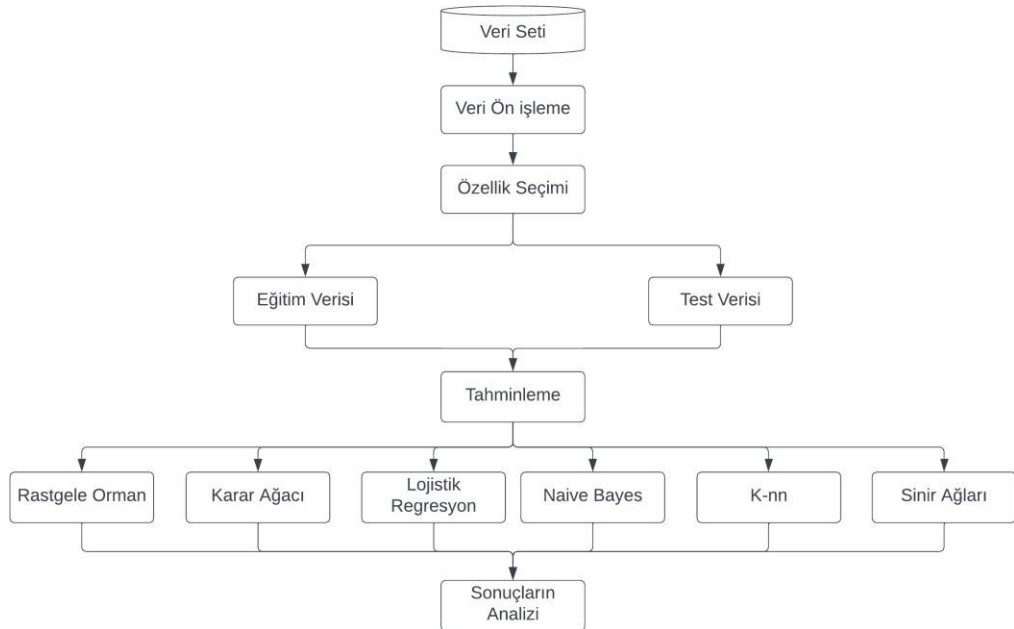 Veri Seti
Veri Ön işleme
Özellik Seçimi
Eğitim Verisi
Test Verisi
Tahminleme
Rastgele Orman
Karar Ağacı
Lojistik
Regresyon
Naive Bayes
K-nn
Sinir Ağları
Sonuçların
Analizi